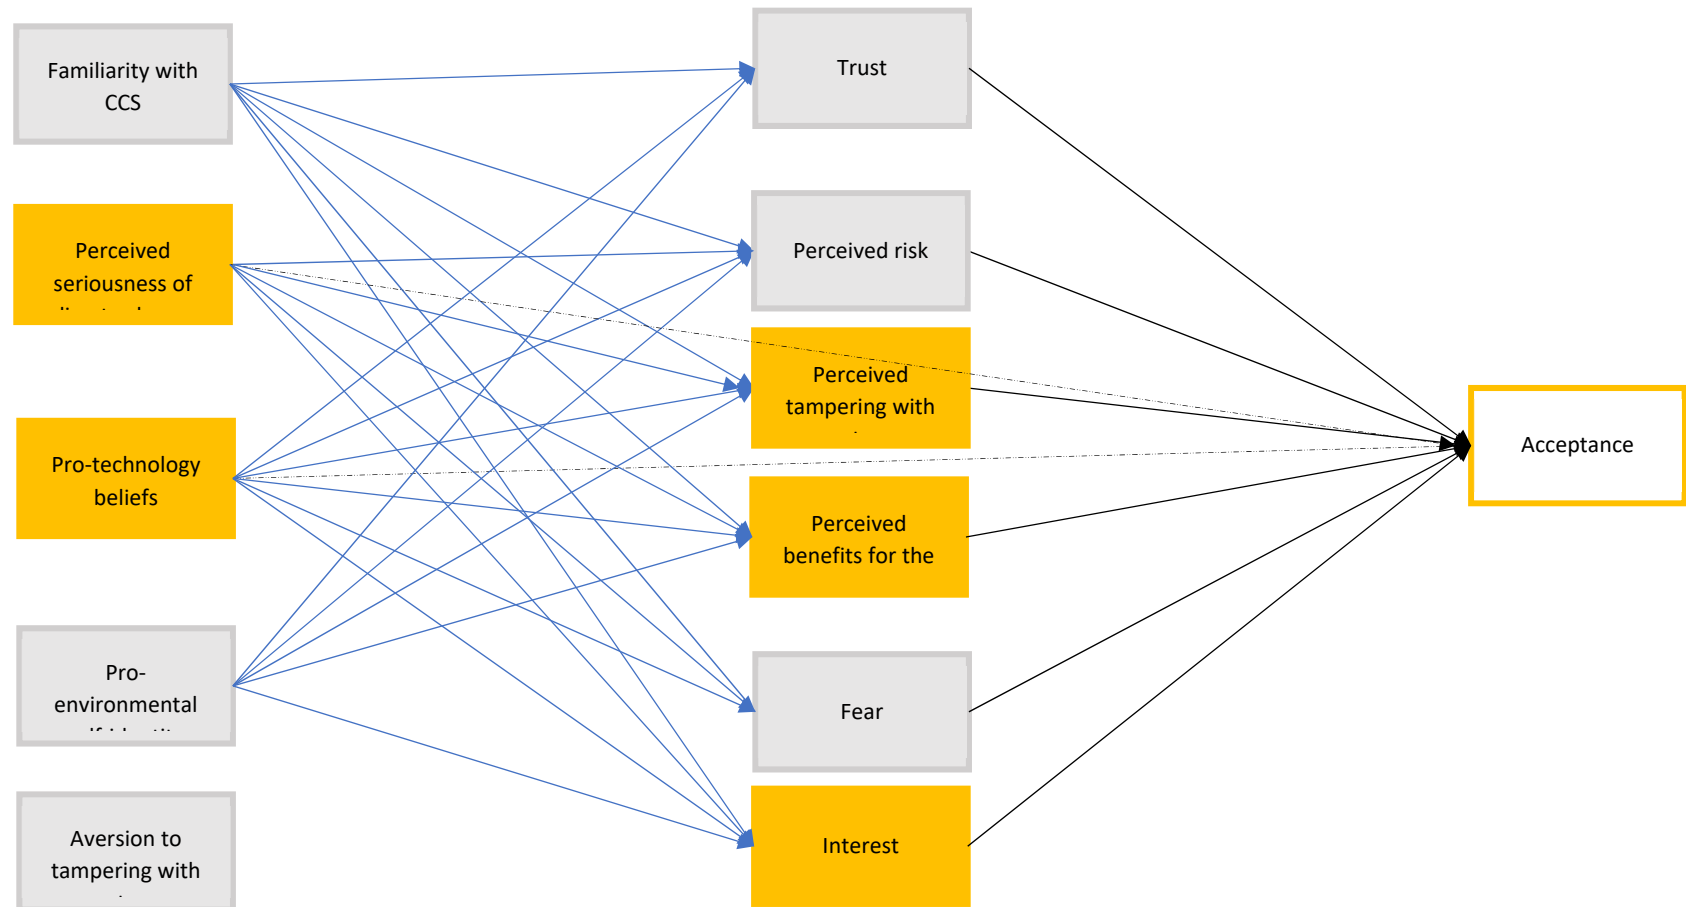 Familiarity with
CCS
Perceived
seriousness of
Pro-technology
beliefs
Pro-
environmental
Aversion to
tampering with
Trust
Perceived risk
Perceived
tampering with
Perceived
benefits for the
Fear
Interest
Acceptance